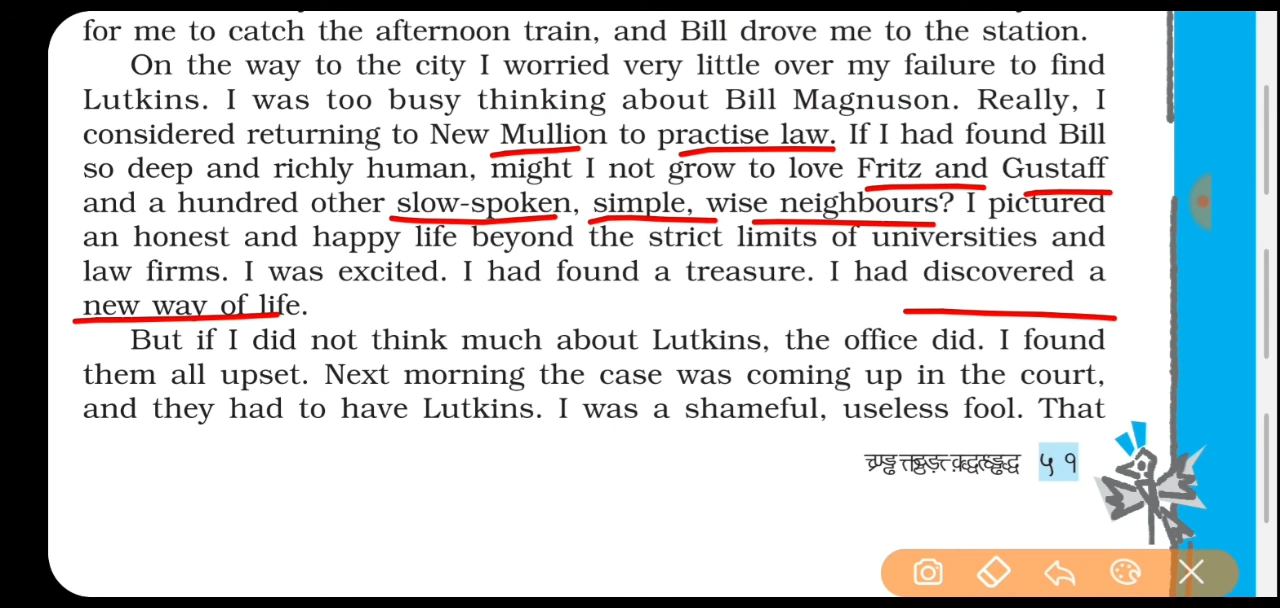 for me to catch the afternoon train, and Bill drove me to the station.
On the way to the city I worried very little over my failure to find
Lutkins. I was too busy thinking about Bill Magnuson. Really, I
considered returning to New Mullion to practise law. If I had found Bill
so deep and richly human, might I not grow to love Fritz and Gustaff
and a hundred other slow-spoken, simple, wise neighbours? I pictured
an honest and happy life beyond the strict limits of universities and
law firms. I was excited. I had found a treasure. I had discovered a
new way of life.
But if I did not think much about Lutkins, the office did. I found
them all upset. Next morning the case was coming up in the court,
and they had to have Lutkins. I was a shameful, useless fool. That
५१